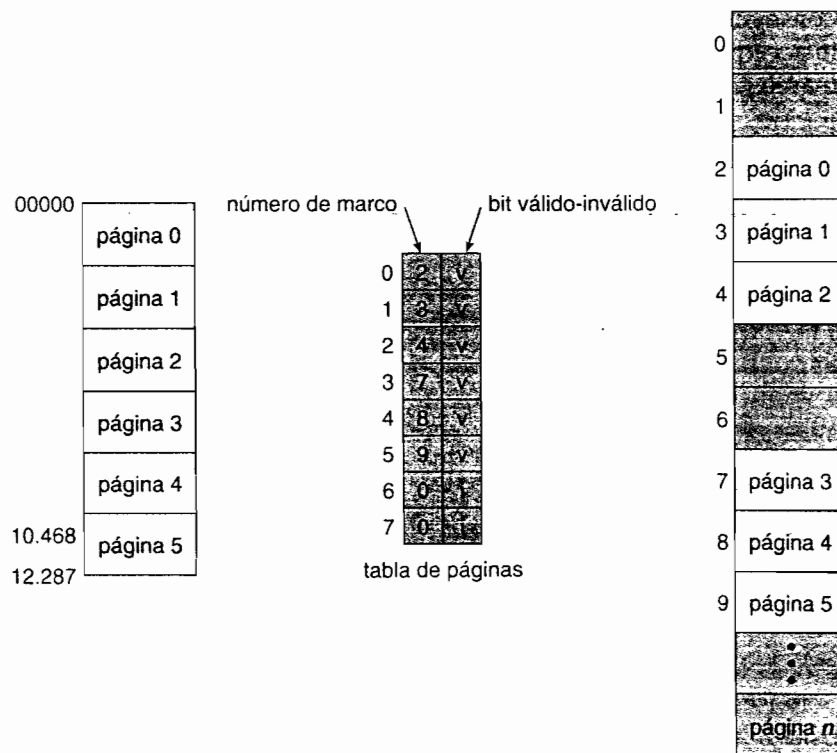 00000
página 0
página 1
página 2
página 3
página 4
10.468
página 5
12.287
número de marco
bit válido-inválido
0 2 v
1 3 v
2 4 v
3 7 v
4 8 v
5 9 v
6 0 i
7 0 i
tabla de páginas
0
1
2 página 0
3 página 1
4 página 2
5
6
7 página 3
8 página 4
9 página 5
página n